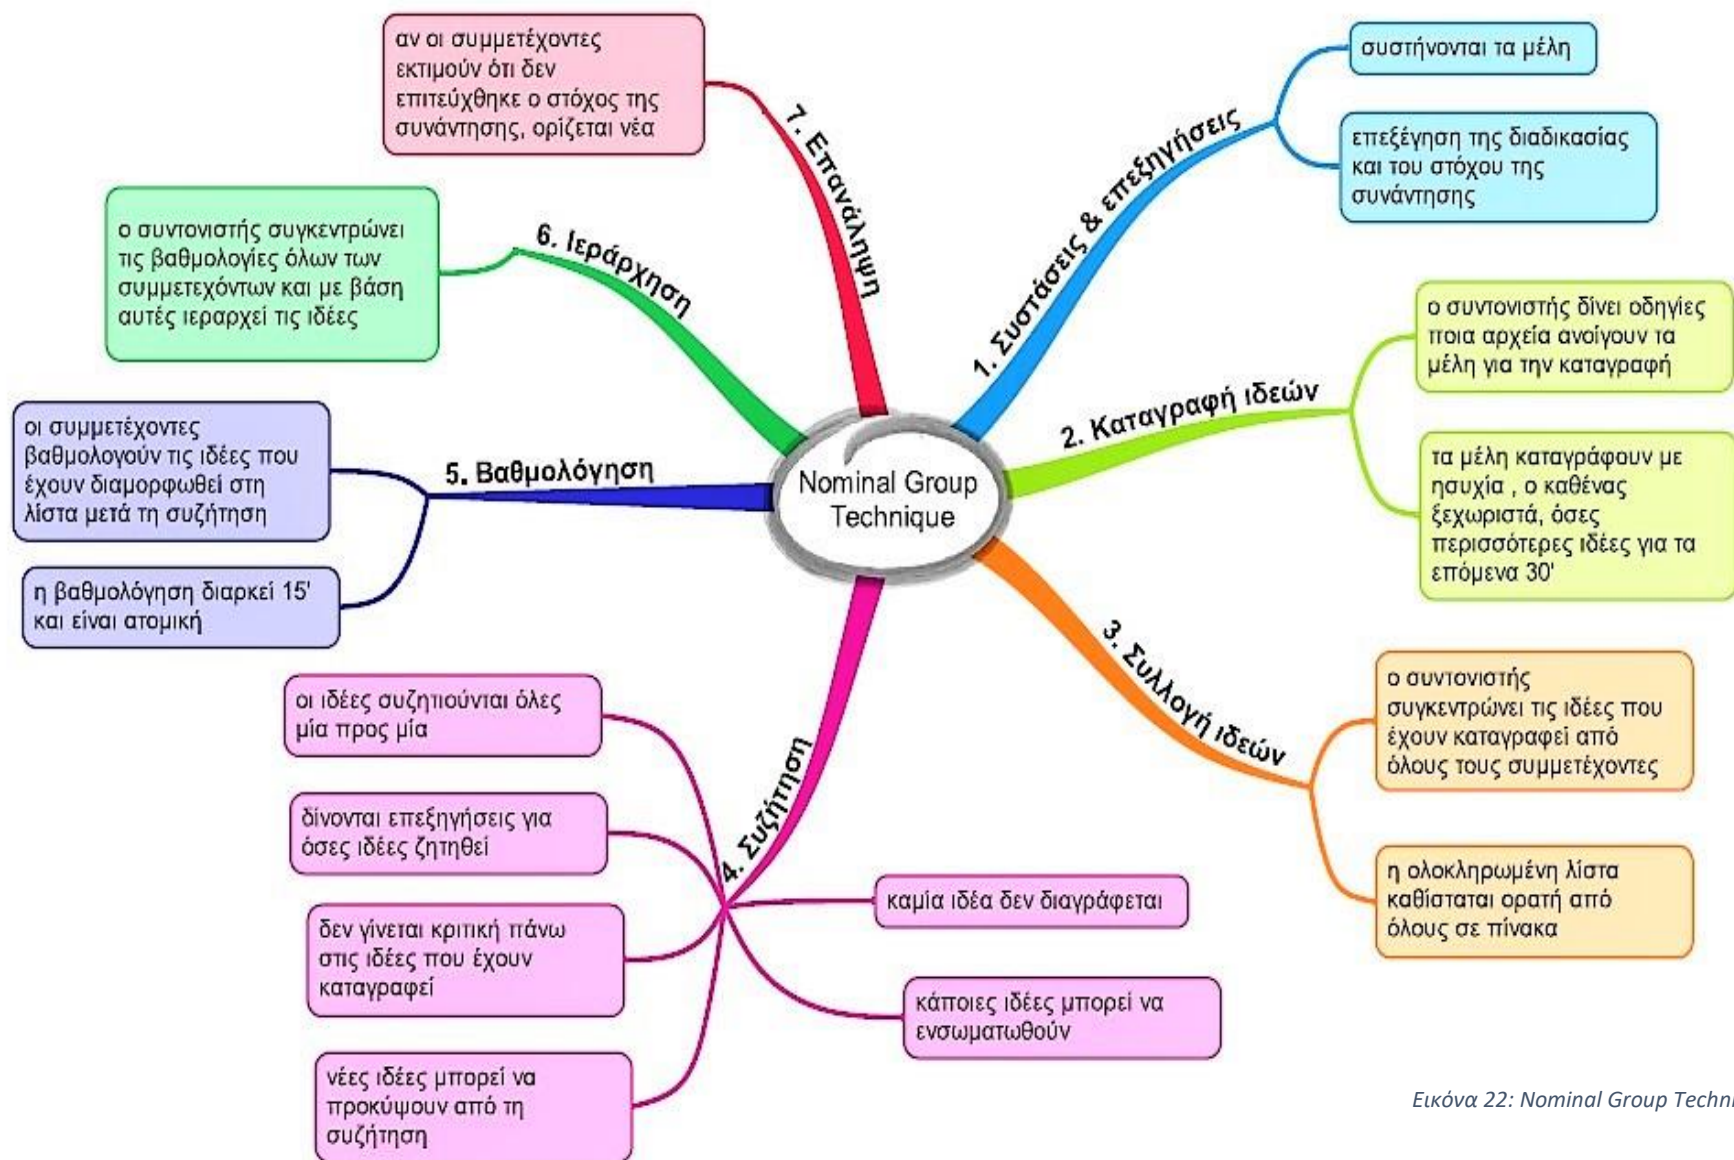 Nominal Group
Technique
1. Συστάσεις & επεξηγήσεις
συστήνονται τα μέλη
επεξέγηση της διαδικασίας
και του στόχου της
συνάντησης
2. Καταγραφή ιδεών
ο συντονιστής δίνει οδηγίες
ποια αρχεία ανοίγουν τα
μέλη για την καταγραφή
τα μέλη καταγράφουν με
ησυχία , ο καθένας
ξεχωριστά, όσες
περισσότερες ιδέες για τα
επόμενα 30'
3. Συλλογή ιδεών
ο συντονιστής
συγκεντρώνει τις ιδέες που
έχουν καταγραφεί από
όλους τους συμμετέχοντες
η ολοκληρωμένη λίστα
καθίσταται ορατή από
όλους σε πίνακα
4. Συζήτηση
οι ιδέες συζητιούνται όλες
μία προς μία
δίνονται επεξηγήσεις για
όσες ιδέες ζητηθεί
δεν γίνεται κριτική πάνω
στις ιδέες που έχουν
καταγραφεί
νέες ιδέες μπορεί να
προκύψουν από τη
συζήτηση
καμία ιδέα δεν διαγράφεται
κάποιες ιδέες μπορεί να
ενσωματωθούν
5. Βαθμολόγηση
οι συμμετέχοντες
βαθμολογούν τις ιδέες που
έχουν διαμορφωθεί στη
λίστα μετά τη συζήτηση
η βαθμολόγηση διαρκεί 15'
και είναι ατομική
6. Ιεράρχηση
ο συντονιστής συγκεντρώνει
τις βαθμολογίες όλων των
συμμετεχόντων και με βάση
αυτές ιεραρχεί τις ιδέες
7. Επανάληψη
αν οι συμμετέχοντες
εκτιμούν ότι δεν
επιτεύχθηκε ο στόχος της
συνάντησης, ορίζεται νέα
Εικόνα 22: Nominal Group Techni